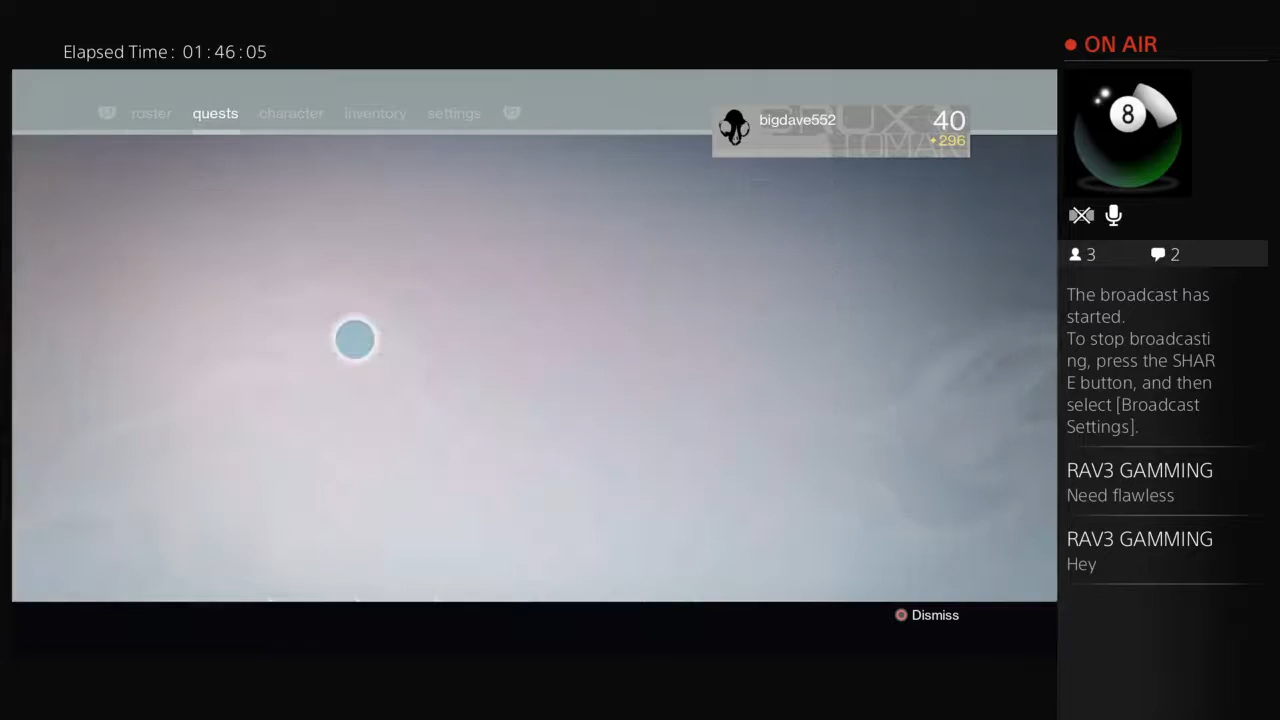 Elapsed Time: 01:46:05
ON AIR
roster quests character inventory settings
bigdave552
40
296
8
3 2
The broadcast has
started.
To stop broadcasti
ng, press the SHAR
E button, and then
select [Broadcast
Settings].
RAV3 GAMMING
Need flawless
RAV3 GAMMING
Hey
Dismiss